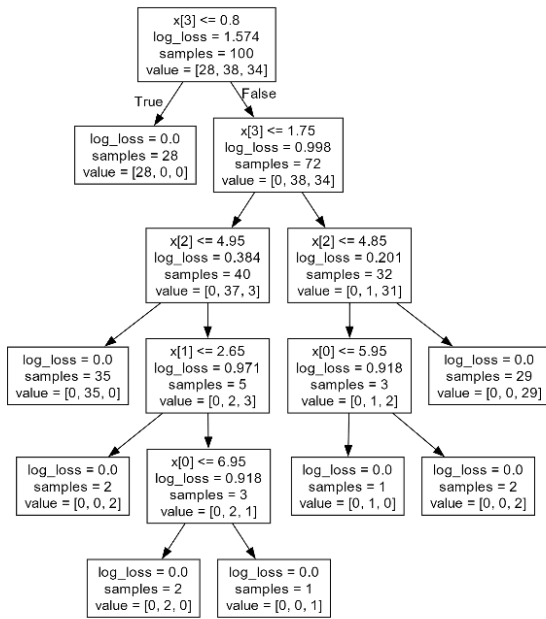 x[3] <= 0.8
log_loss = 1.574
samples = 100
value = [28, 38, 34]
True
False
log_loss = 0.0
samples = 28
value = [28, 0, 0]
x[3] <= 1.75
log_loss = 0.998
samples = 72
value = [0, 38, 34]
x[2] <= 4.95
log_loss = 0.384
samples = 40
value = [0, 37, 3]
x[2] <= 4.85
log_loss = 0.201
samples = 32
value = [0, 1, 31]
log_loss = 0.0
samples = 35
value = [0, 35, 0]
x[1] <= 2.65
log_loss = 0.971
samples = 5
value = [0, 2, 3]
x[0] <= 5.95
log_loss = 0.918
samples = 3
value = [0, 1, 2]
log_loss = 0.0
samples = 29
value = [0, 0, 29]
log_loss = 0.0
samples = 2
value = [0, 0, 2]
x[0] <= 6.95
log_loss = 0.918
samples = 3
value = [0, 2, 1]
log_loss = 0.0
samples = 1
value = [0, 1, 0]
log_loss = 0.0
samples = 2
value = [0, 0, 2]
log_loss = 0.0
samples = 2
value = [0, 2, 0]
log_loss = 0.0
samples = 1
value = [0, 0, 1]